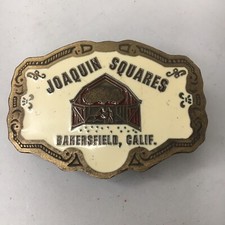 JOAQUIN SQUARES
BAKERSFIELD, CALIF.